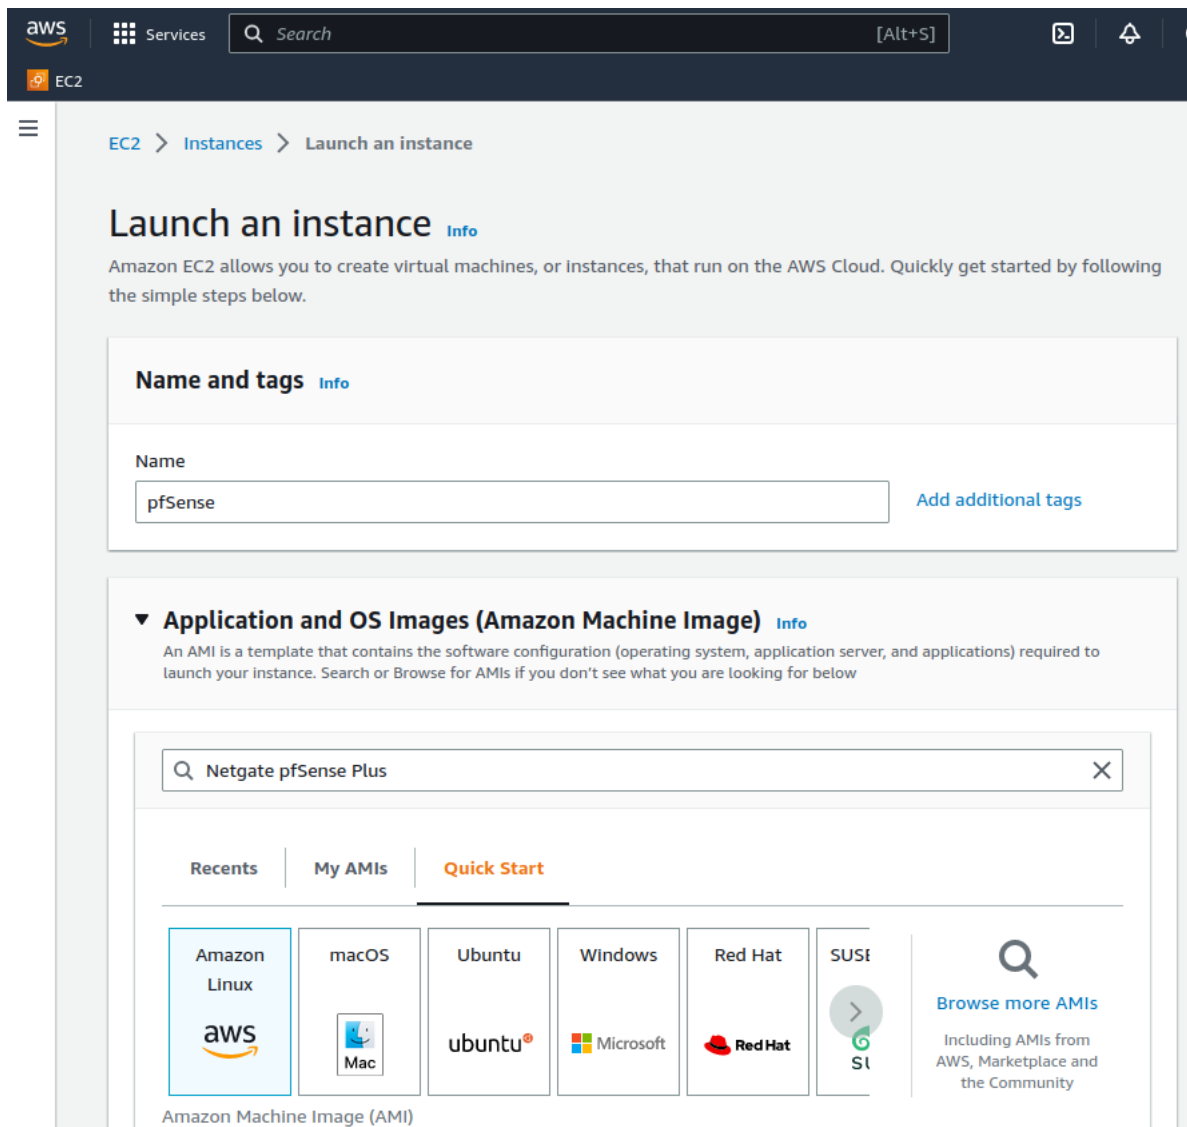 aws
Services
Search
[Alt+S]
EC2
EC2 > Instances > Launch an instance
Launch an instance Info
Amazon EC2 allows you to create virtual machines, or instances, that run on the AWS Cloud. Quickly get started by following
the simple steps below.
Name and tags Info
Name
pfSense
Add additional tags
Application and OS Images (Amazon Machine Image) Info
An AMI is a template that contains the software configuration (operating system, application server, and applications) required to
launch your instance. Search or Browse for AMIs if you don't see what you are looking for below
Netgate pfSense Plus
Recents
My AMIs
Quick Start
Amazon
Linux
aws
macOS
Mac
Ubuntu
ubuntu
Windows
Microsoft
Red Hat
Red Hat
SUSE
Browse more AMIs
Including AMIs from
AWS, Marketplace and
the Community
Amazon Machine Image (AMI)